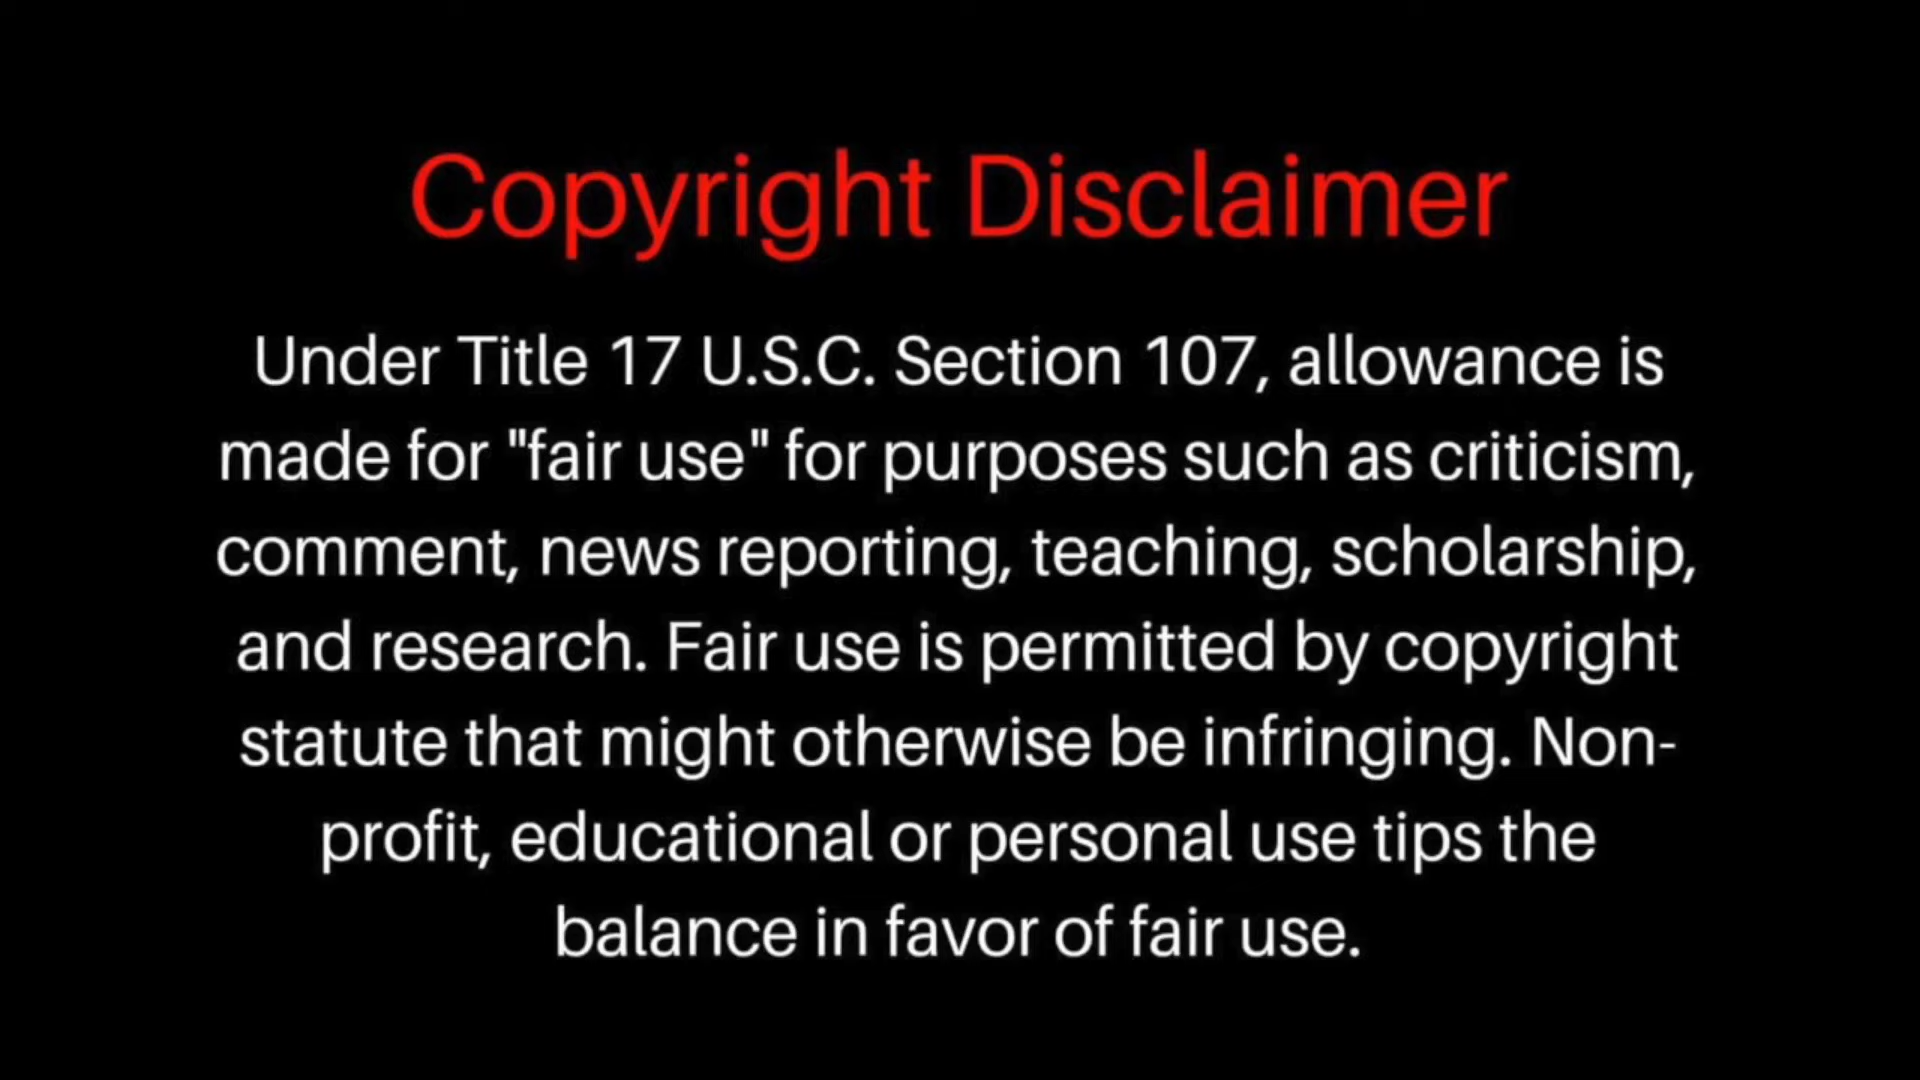 Copyright Disclaimer
Under Title 17 U.S.C. Section 107, allowance is
made for "fair use" for purposes such as criticism,
comment, news reporting, teaching, scholarship,
and research. Fair use is permitted by copyright
statute that might otherwise be infringing. Non-
profit, educational or personal use tips the
balance in favor of fair use.